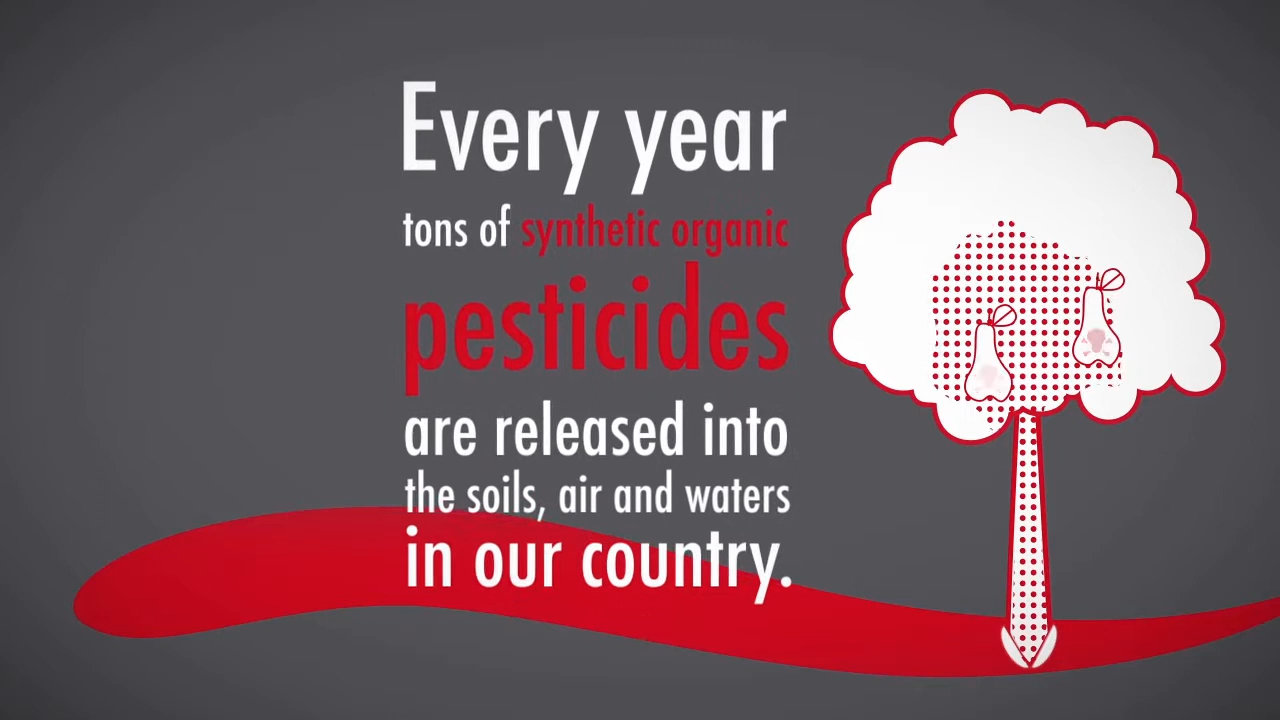 Every year
tons of synthetic organic
pesticides
are released into
the soils, air and waters
in our country.